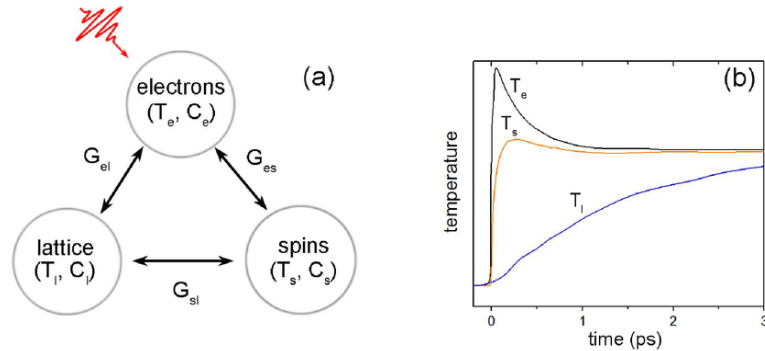 (a)
electrons
(Tₑ, Cₑ)
Gₑₗ
Gₑₛ
lattice
(Tₗ, Cₗ)
spins
(Tₛ, Cₛ)
Gₛₗ
(b)
Tₑ
Tₛ
Tₗ
temperature
0 1 2 3
time (ps)